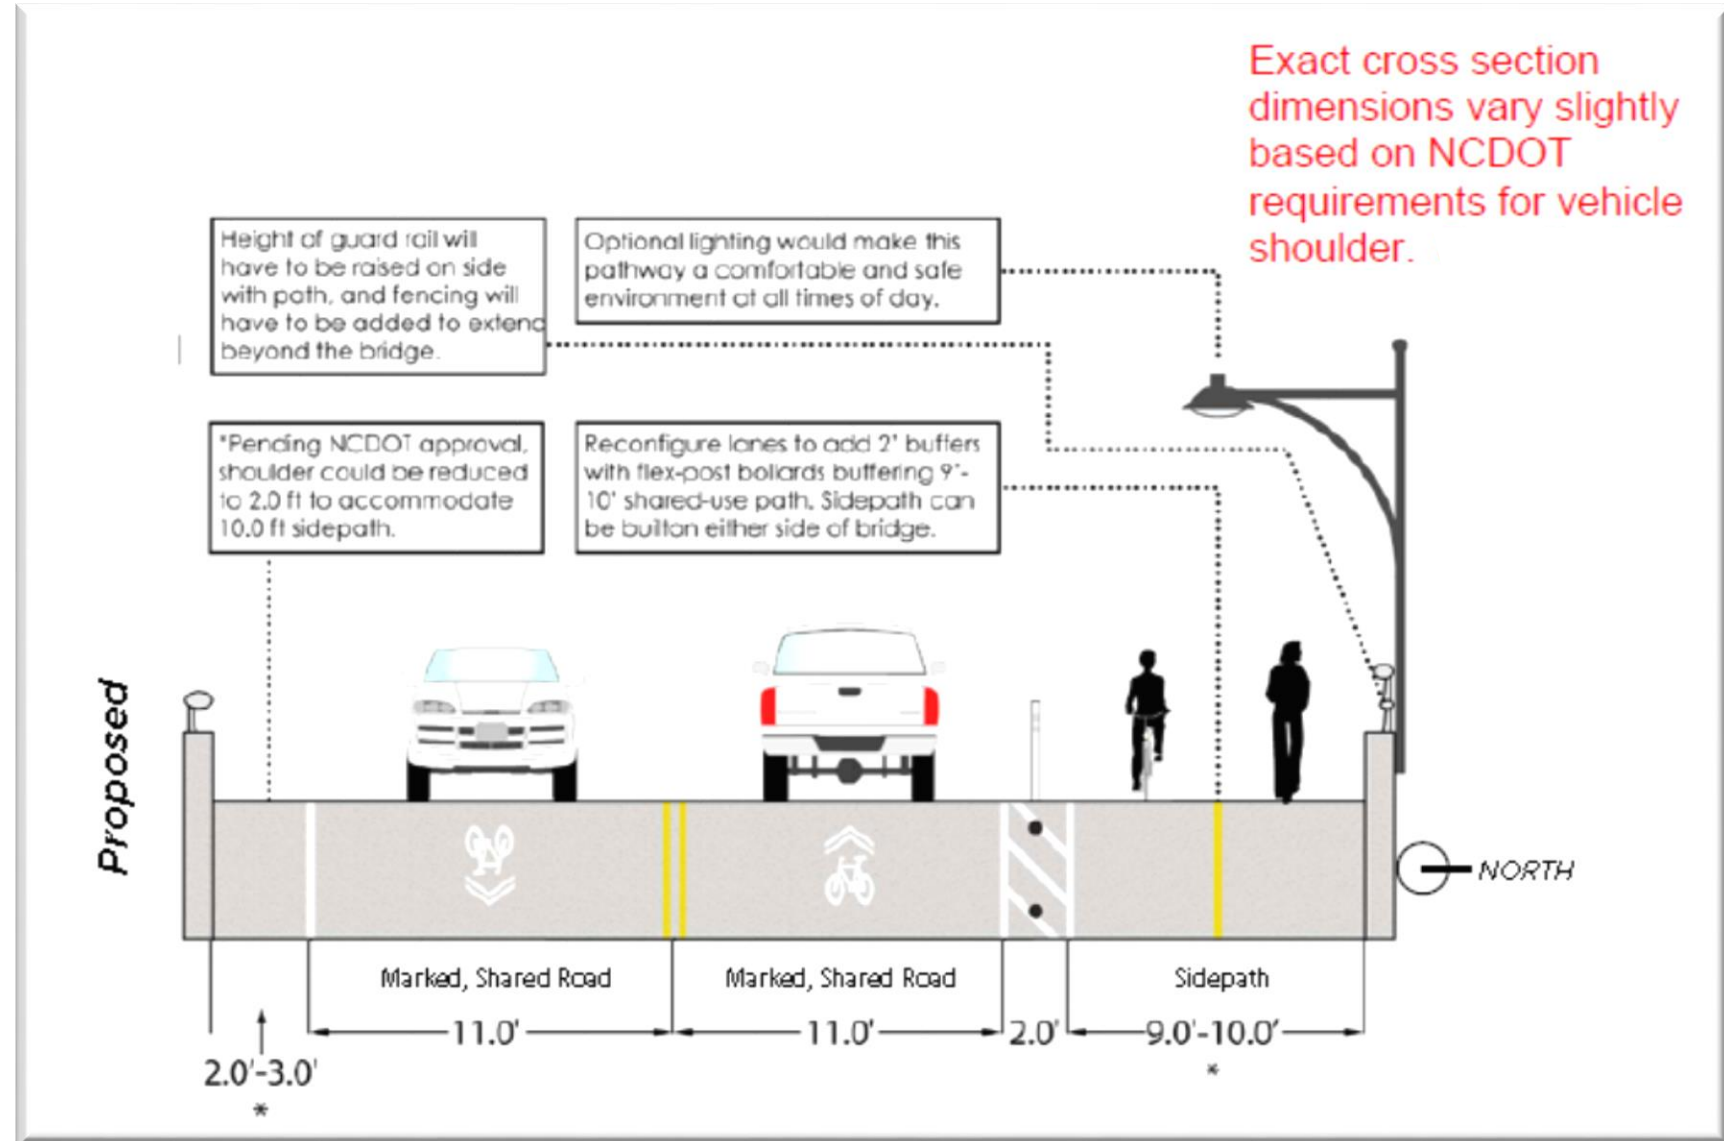 Exact cross section
dimensions vary slightly
based on NCDOT
requirements for vehicle
shoulder.
Height of guard rail will
have to be raised on side
with path, and fencing will
have to be added to extend
beyond the bridge.
Optional lighting would make this
pathway a comfortable and safe
environment at all times of day.
*Pending NCDOT approval,
shoulder could be reduced
to 2.0 ft to accommodate
10.0 ft sidepath.
Reconfigure lanes to add 2' buffers
with flex-post bollards buffering 9'-
10' shared-use path. Sidepath can
be builton either side of bridge.
Proposed
NORTH
Marked, Shared Road
Marked, Shared Road
Sidepath
11.0'
11.0'
2.0'
9.0'-10.0'
*
2.0'-3.0'
*